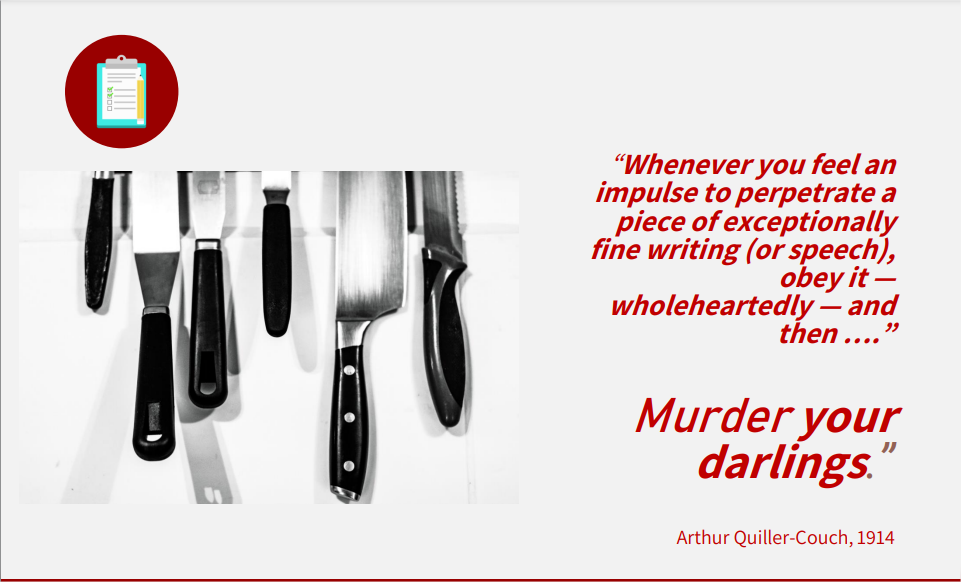 “Whenever you feel an
impulse to perpetrate a
piece of exceptionally
fine writing (or speech),
obey it —
wholeheartedly — and
then ….”
Murder your
darlings.”
Arthur Quiller-Couch, 1914